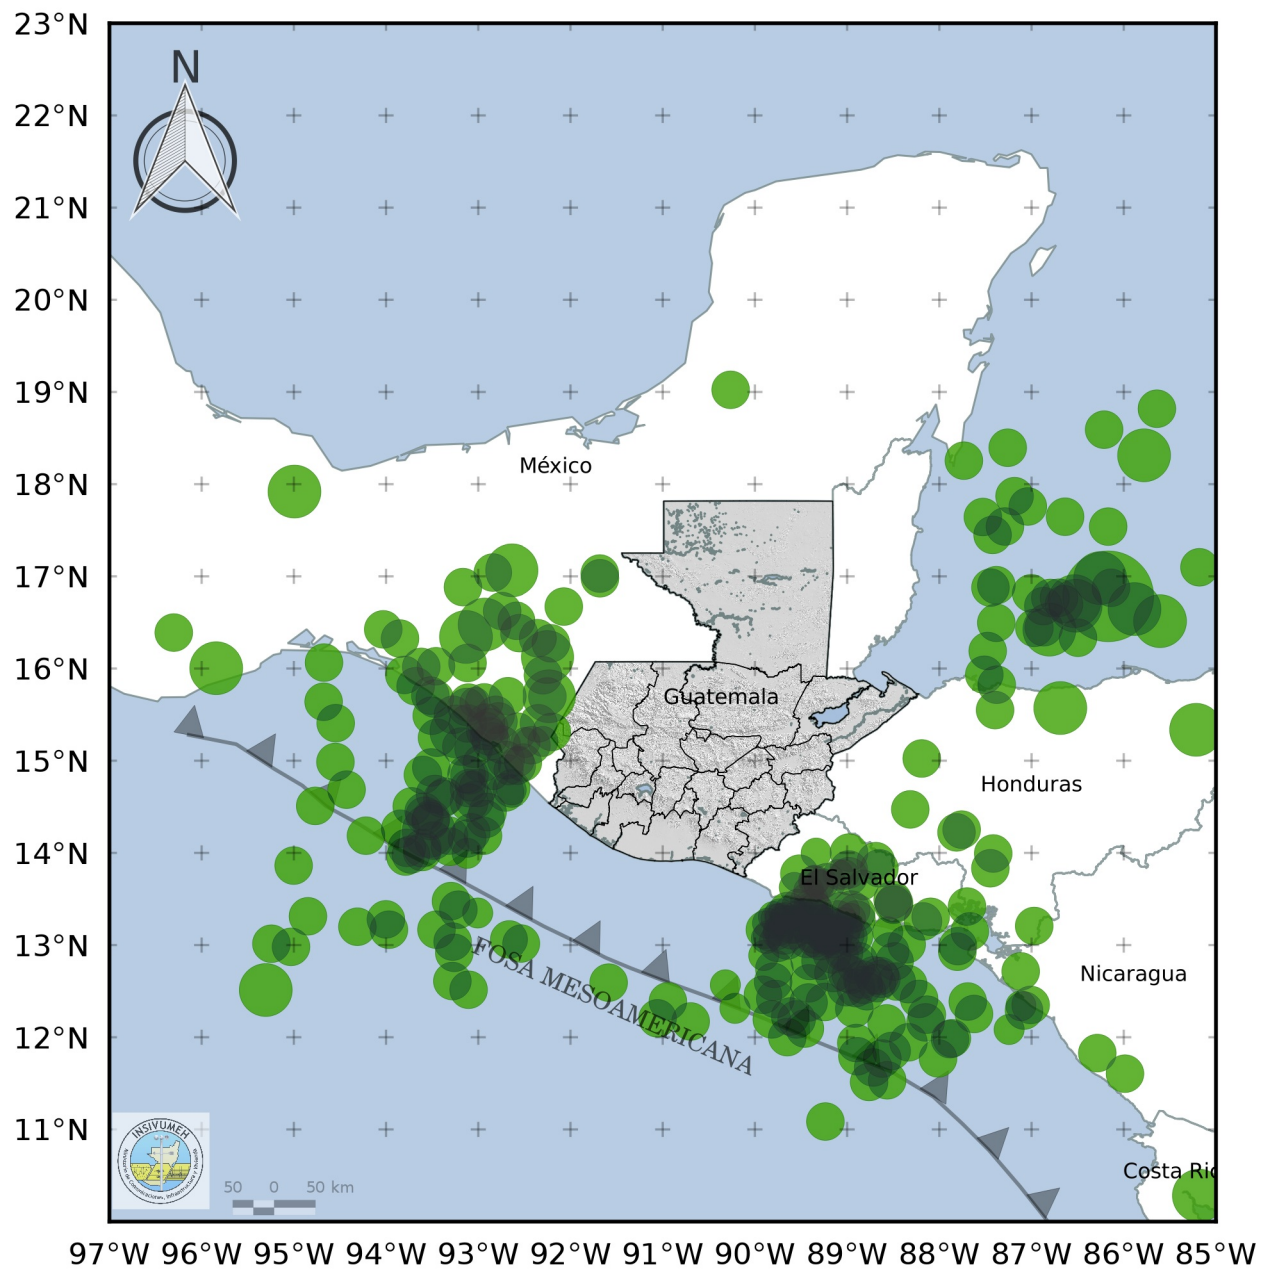 23°N
N
22°N
21°N
20°N
19°N
México
18°N
17°N
16°N
Guatemala
15°N
Honduras
14°N
El Salvador
13°N
Nicaragua
FOSA MESOAMERICANA
12°N
11°N
INSIVUMEH
Costa Ric
50 0 50 km
97°W 96°W 95°W 94°W 93°W 92°W 91°W 90°W 89°W 88°W 87°W 86°W 85°W